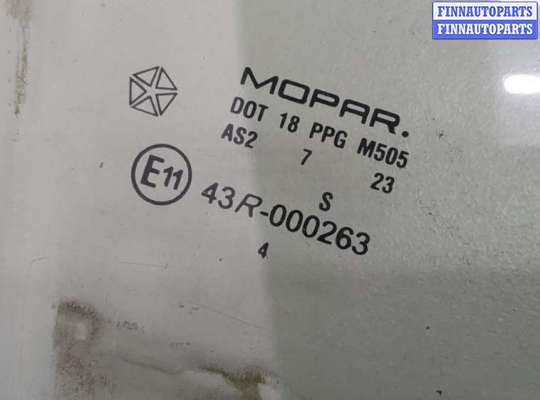 FINNAUTOPARTS
FINNAUTOPARTS
MOPAR.
DOT 18 PPG M505
AS2 7 23
S
E11 43R-000263
4